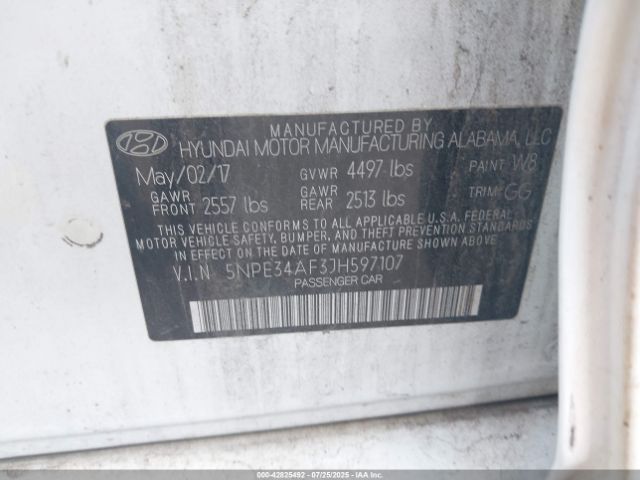 MANUFACTURED BY
HYUNDAI MOTOR MANUFACTURING ALABAMA, LLC
May/02/17 GVWR 4497 lbs PAINT W8
GAWR FRONT 2557 lbs GAWR REAR 2513 lbs TRIM GG
THIS VEHICLE CONFORMS TO ALL APPLICABLE U.S.A. FEDERAL
MOTOR VEHICLE SAFETY, BUMPER, AND THEFT PREVENTION STANDARDS
IN EFFECT ON THE DATE OF MANUFACTURE SHOWN ABOVE.
V.I.N. 5NPE34AF3JH597107
PASSENGER CAR
000-42825492 - 07/25/2025 - IAAI.COM